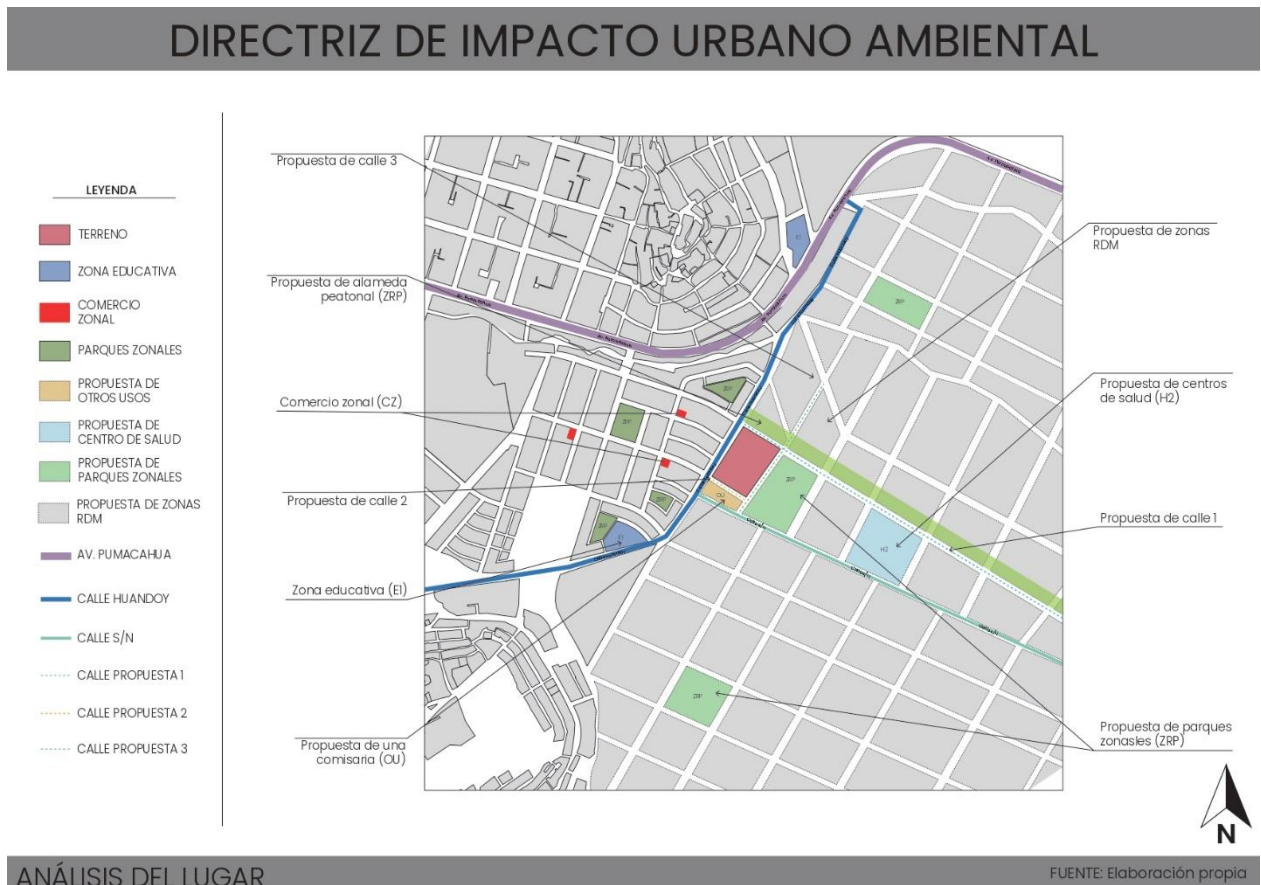 DIRECTRIZ DE IMPACTO URBANO AMBIENTAL
LEYENDA
TERRENO
ZONA EDUCATIVA
COMERCIO
ZONAL
PARQUES ZONALES
PROPUESTA DE
OTROS USOS
PROPUESTA DE
CENTRO DE SALUD
PROPUESTA DE
PARQUES ZONALES
PROPUESTA DE ZONAS
RDM
AV. PUMACAHUA
CALLE HUANDOY
CALLE S/N
CALLE PROPUESTA 1
CALLE PROPUESTA 2
CALLE PROPUESTA 3
Propuesta de calle 3
Propuesta de alameda
peatonal (ZRP)
Comercio zonal (CZ)
Propuesta de calle 2
Zona educativa (E1)
Propuesta de una
comisaria (OU)
E1
ZRP
ZRP
ZRP
ZRP
ZRP
E1
OU
ZRP
H2
ZRP
Propuesta de zonas
RDM
Propuesta de centros
de salud (H2)
Propuesta de calle 1
Propuesta de parques
zonasles (ZRP)
N
ANÁLISIS DEL LUGAR
FUENTE: Elaboración propia